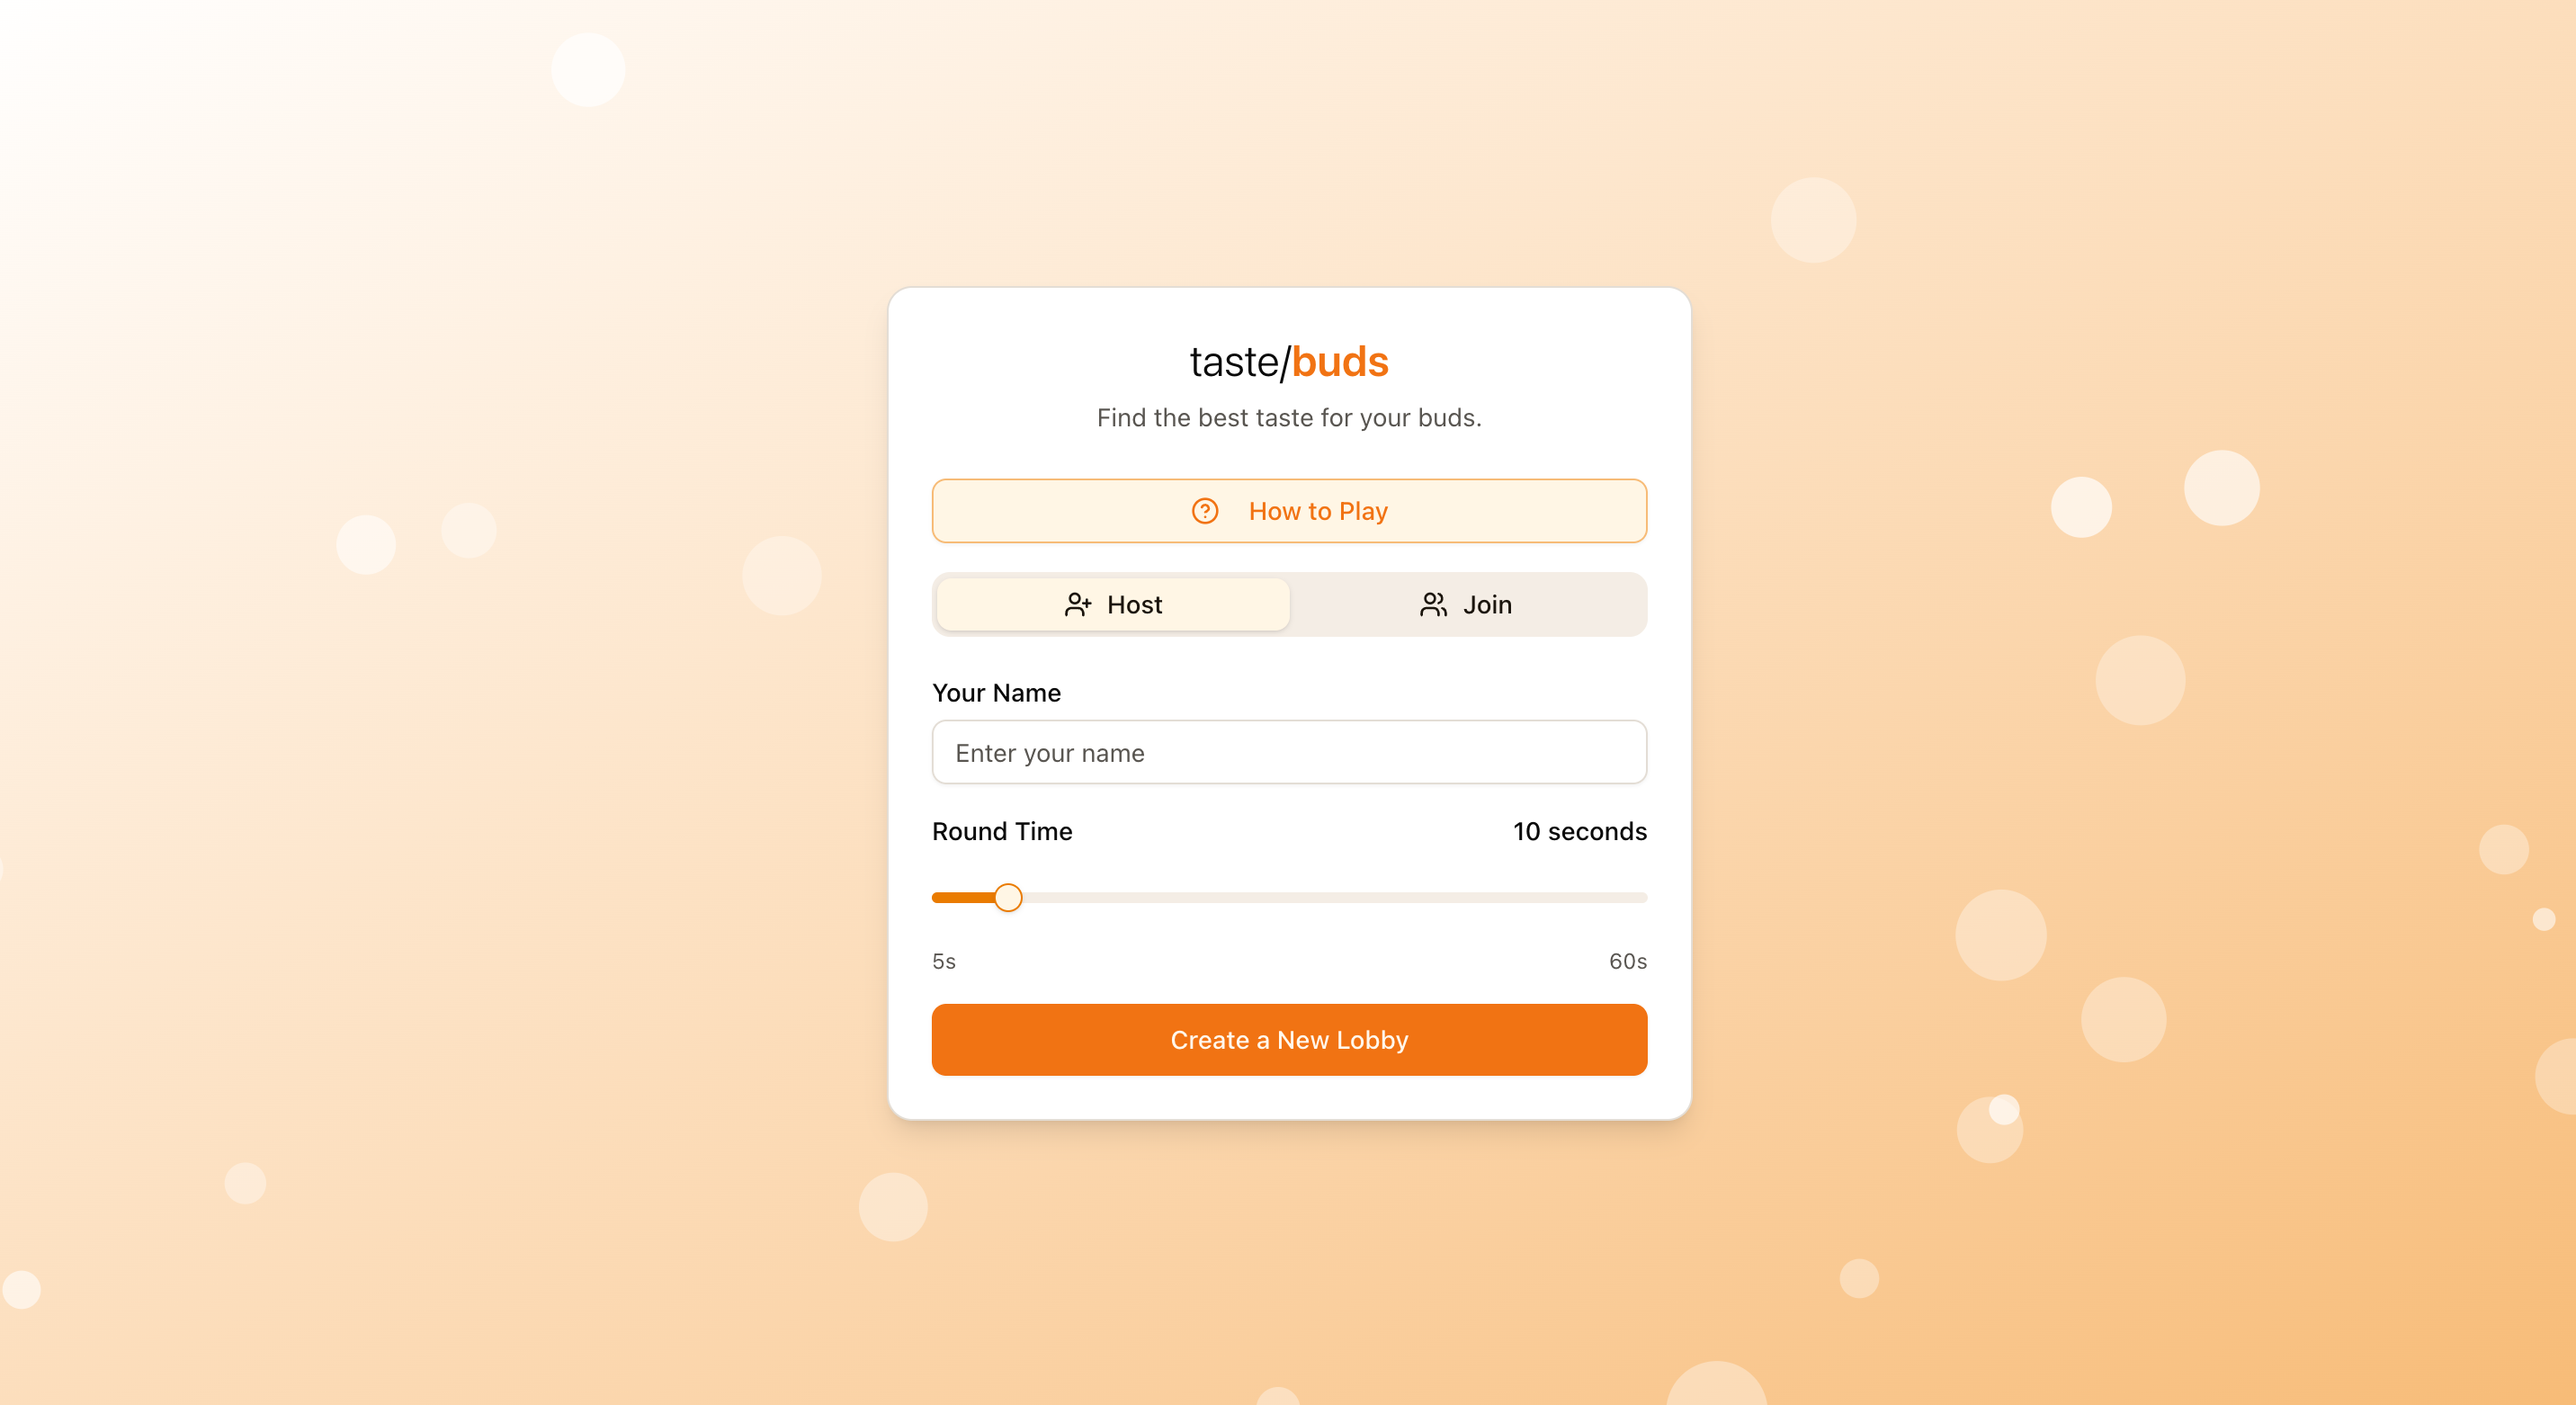 taste/buds
Find the best taste for your buds.
How to Play
Host
Join
Your Name
Enter your name
Round Time
10 seconds
5s
60s
Create a New Lobby